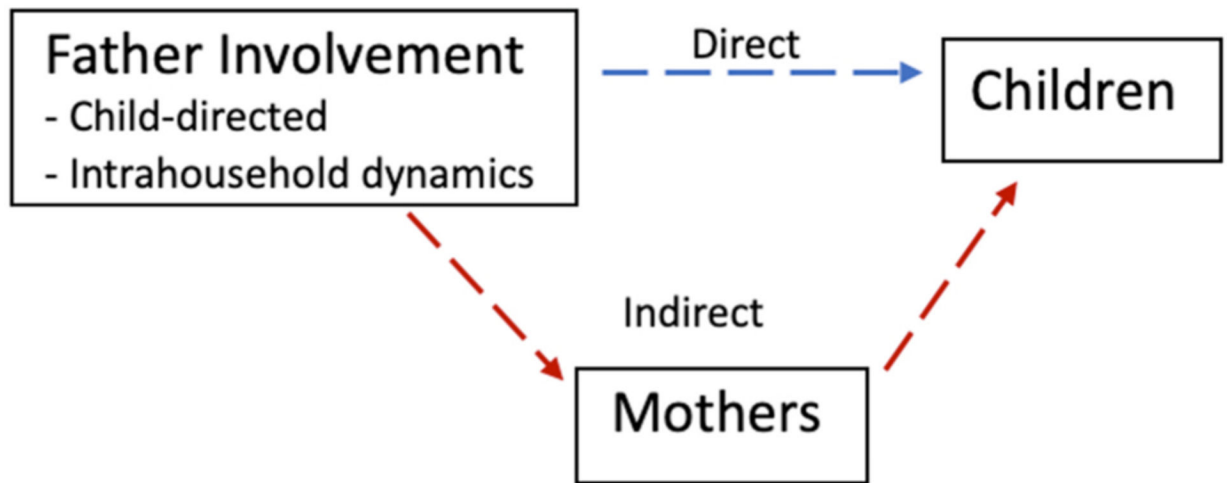 Father Involvement
- Child-directed
- Intrahousehold dynamics
Direct
Children
Indirect
Mothers